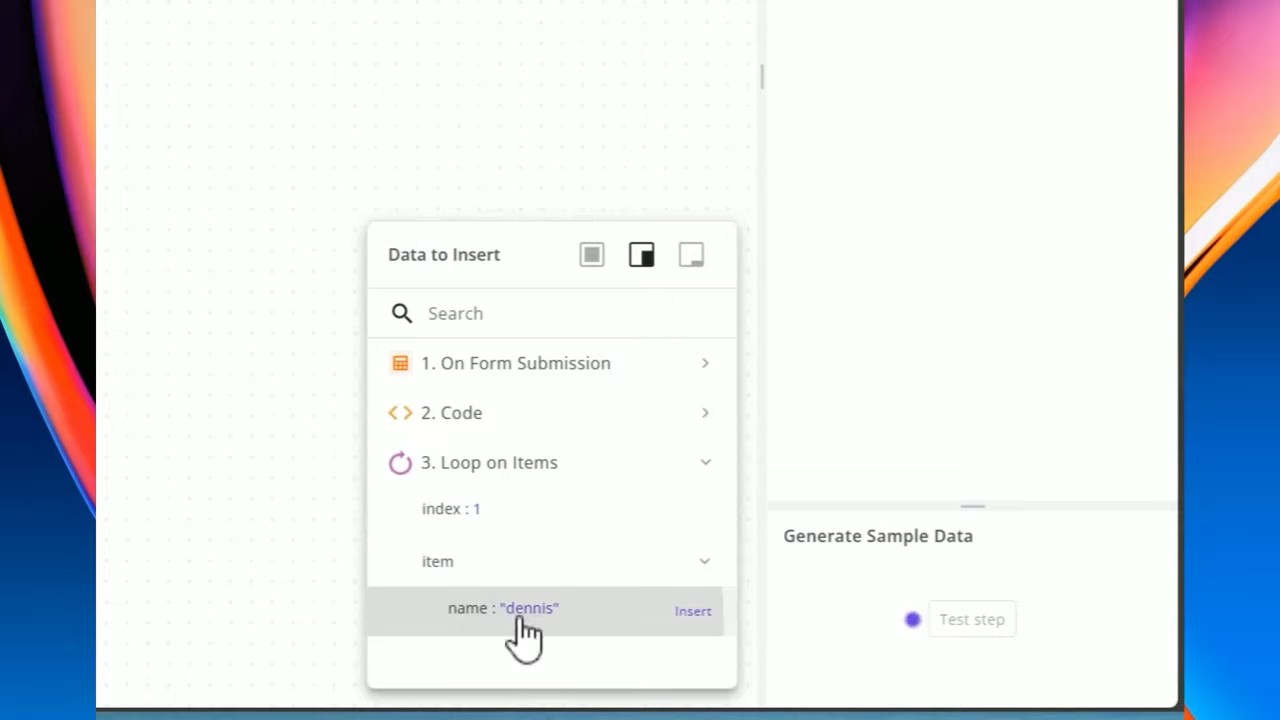 Data to Insert
Search
1. On Form Submission
2. Code
3. Loop on Items
index : 1
item
name : "dennis"
Insert
Generate Sample Data
Test step